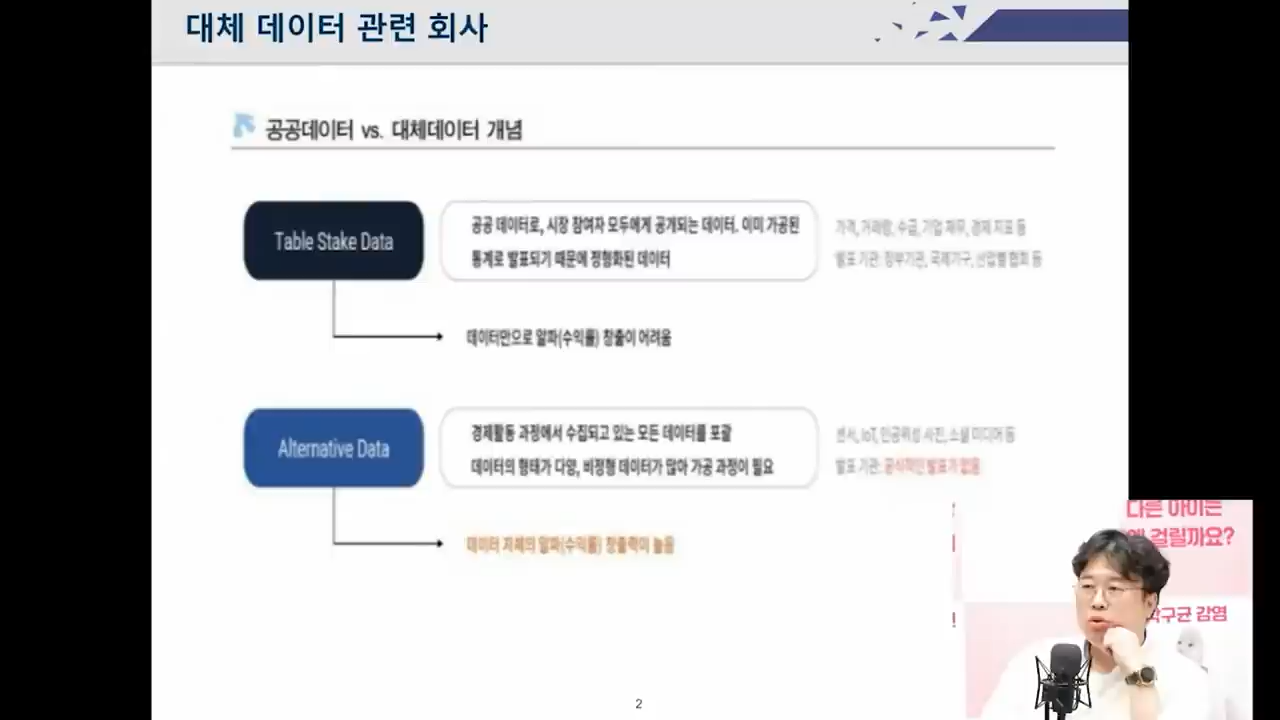 대체 데이터 관련 회사
공공데이터 vs. 대체데이터 개념
Table Stake Data
공공 데이터로, 시장 참여자 모두에게 공개되는 데이터. 이미 가공된
통계로 발표되기 때문에 정형화된 데이터
가격, 거래량, 수급, 기업 재무, 경제 지표 등
발표 기관: 정부기관, 국제기구, 산업별 협회 등
데이터만으로 알파(수익률) 창출이 어려움
Alternative Data
경제활동 과정에서 수집되고 있는 모든 데이터를 포괄
데이터의 형태가 다양, 비정형 데이터가 많아 가공 과정이 필요
센서, IoT, 인공위성 사진, 소셜 미디어 등
발표 기관: 공식적인 발표가 없음
데이터 자체의 알파(수익률) 창출력이 높음
다른 아이는
걸릴까요?
구균 감염
2